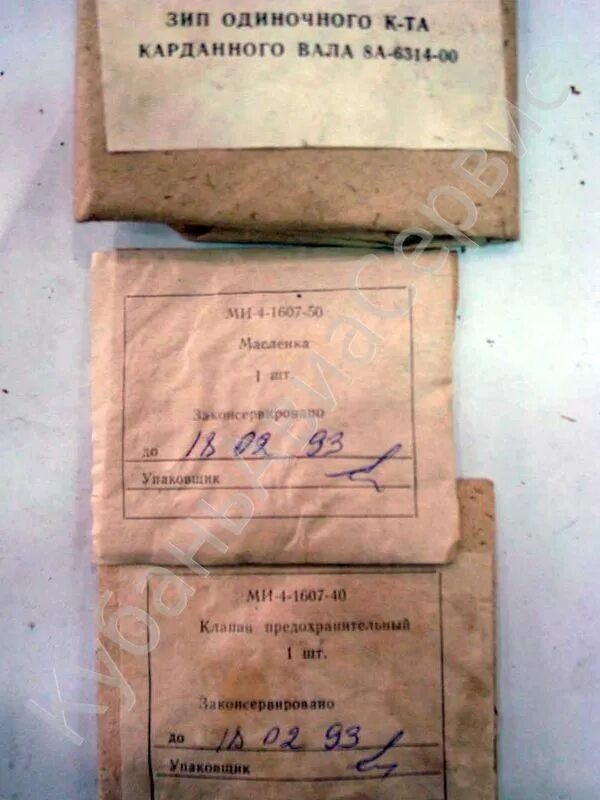 ЗИП ОДИНОЧНОГО К-ТА
КАРДАННОГО ВАЛА 8А-6314-00
МИ-4-1607-50
Масленка
1 шт.
Законсервировано
до 18 02 93
Упаковщик
МИ-4-1607-40
Клапан предохранительный
1 шт.
Законсервировано
до 18 02 93
Упаковщик
КубаньАвиаСервис